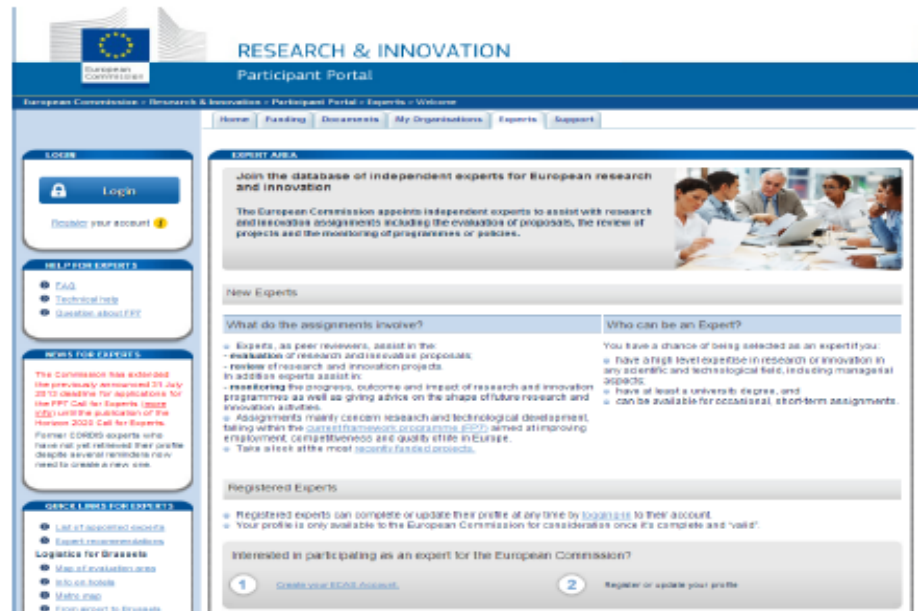 European
Commission
RESEARCH & INNOVATION
Participant Portal
European Commission > Research & Innovation > Participant Portal > Experts > Welcome
Home Funding Documents My Organisations Experts Support
LOGIN
Login
Register your account
HELP FOR EXPERTS
FAQ
Technical help
Question about FP7
NEWS FOR EXPERTS
The Commission has extended
the previously announced 31 July
2013 deadline for applications for
the FP7 Call for Experts (more
info) until the publication of the
Horizon 2020 Call for Experts.
Former CORDIS experts who
have not yet retrieved their profile
despite several reminders now
need to create a new one.
QUICK LINKS FOR EXPERTS
List of appointed experts
Expert recommendations
Logistics for Brussels
Map of evaluation area
Info on hotels
Metro map
From airport to Brussels
EXPERT AREA
Join the database of independent experts for European research
and innovation
The European Commission appoints independent experts to assist with research
and innovation assignments including the evaluation of proposals, the review of
projects and the monitoring of programmes or policies.
New Experts
What do the assignments involve?
Experts, as peer reviewers, assist in the:
- evaluation of research and innovation proposals;
- review of research and innovation projects.
In addition experts assist in:
- monitoring the progress, outcome and impact of research and innovation
programmes as well as giving advice on the shape of future research and
innovation activities.
Assignments mainly concern research and technological development,
falling within the current framework programme (FP7) aimed at improving
employment, competitiveness and quality of life in Europe.
Take a look at the most recently funded projects.
Who can be an Expert?
You have a chance of being selected as an expert if you:
have a high level expertise in research or innovation in
any scientific and technological field, including managerial
aspects;
have at least a university degree, and
can be available for occasional, short-term assignments.
Registered Experts
Registered experts can complete or update their profile at any time by logging in to their account.
Your profile is only available to the European Commission for consideration once it's complete and "valid".
Interested in participating as an expert for the European Commission?
1 Create your ECAS Account.
2 Register or update your profile